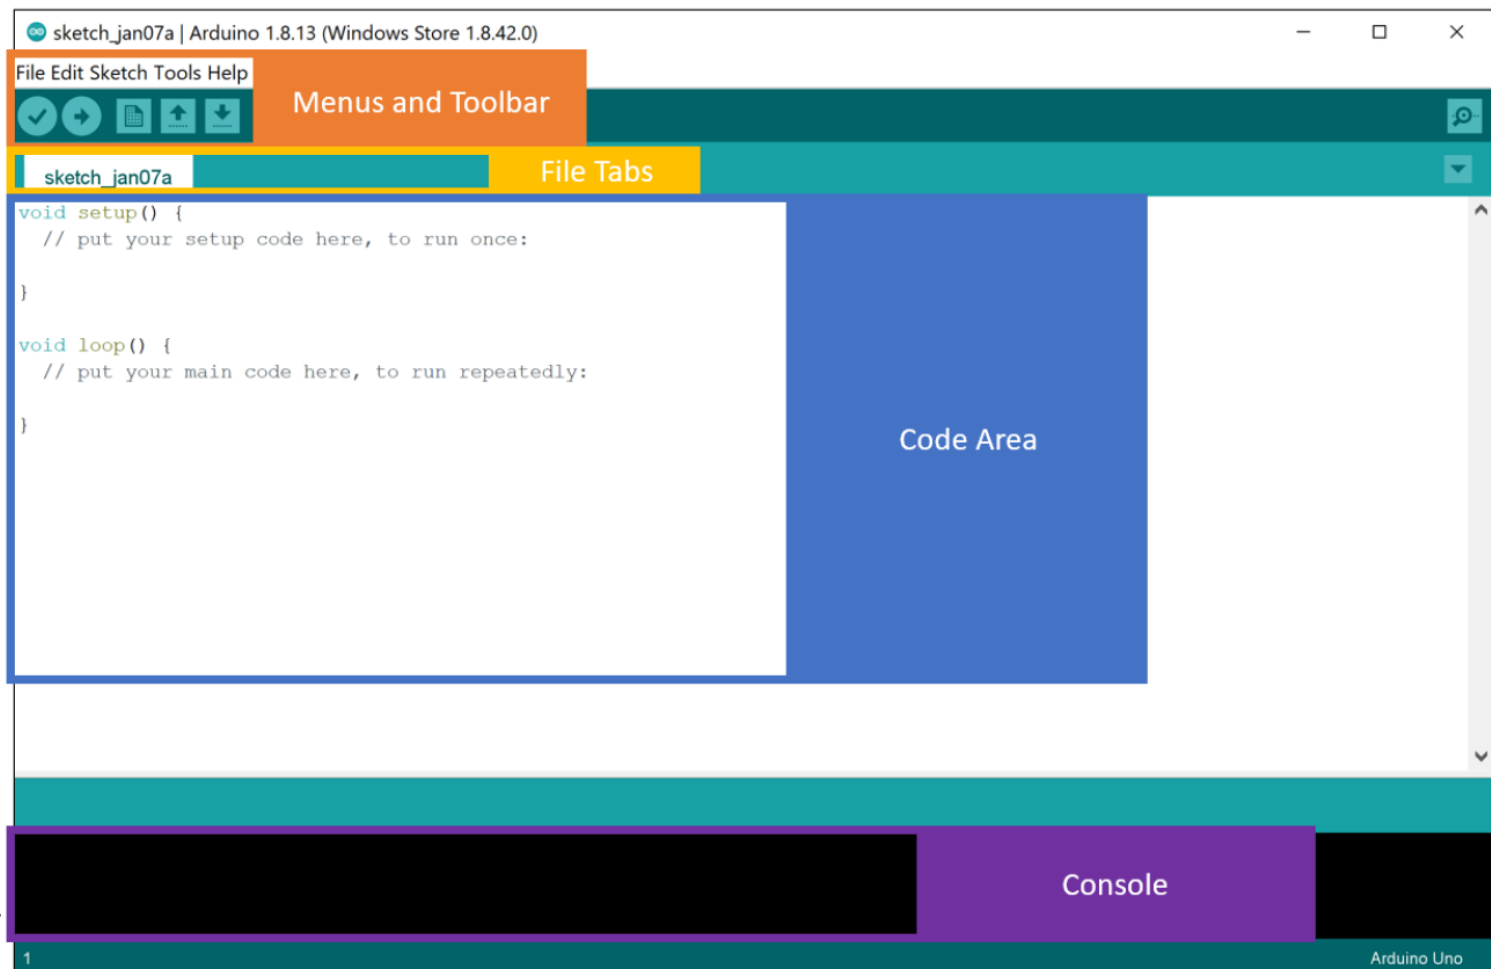 sketch_jan07a | Arduino 1.8.13 (Windows Store 1.8.42.0)
File Edit Sketch Tools Help
Menus and Toolbar
sketch_jan07a
File Tabs
void setup() {
  // put your setup code here, to run once:
}
void loop() {
  // put your main code here, to run repeatedly:
}
Code Area
Console
1
Arduino Uno